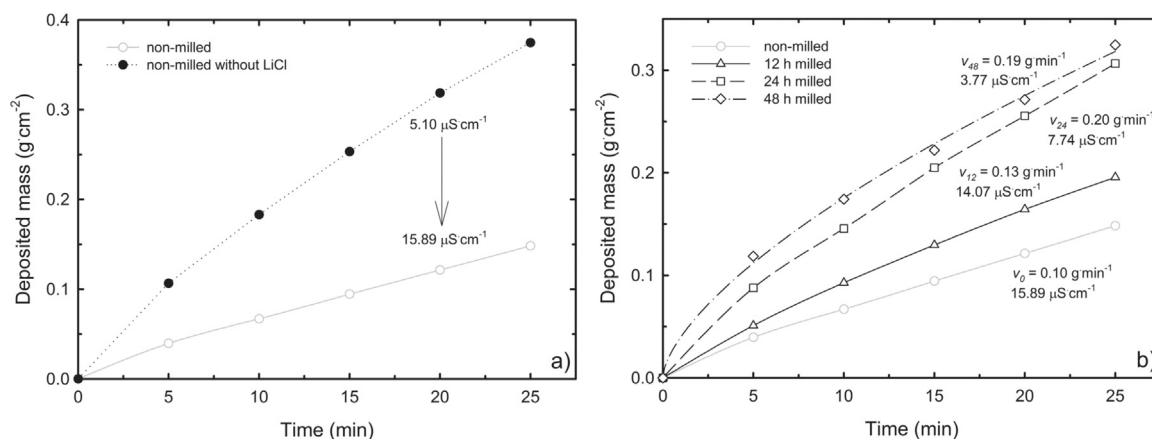 0.4
0.3
0.2
0.1
0.0
Deposited mass (g·cm⁻²)
non-milled
non-milled without LiCl
5.10 μS·cm⁻¹
15.89 μS·cm⁻¹
a)
0 5 10 15 20 25
Time (min)
0.3
0.2
0.1
0.0
Deposited mass (g·cm⁻²)
non-milled
12 h milled
24 h milled
48 h milled
v₄₈ = 0.19 g·min⁻¹
3.77 μS·cm⁻¹
v₂₄ = 0.20 g·min⁻¹
7.74 μS·cm⁻¹
v₁₂ = 0.13 g·min⁻¹
14.07 μS·cm⁻¹
v₀ = 0.10 g·min⁻¹
15.89 μS·cm⁻¹
b)
0 5 10 15 20 25
Time (min)